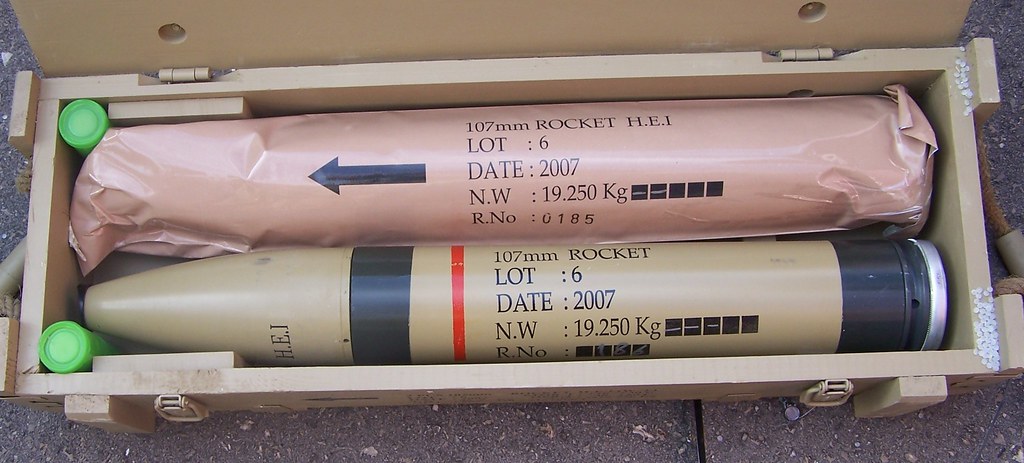 107mm ROCKET H.E.I
LOT : 6
DATE : 2007
N.W : 19.250 Kg
R.No : 0185
107mm ROCKET
LOT : 6
DATE : 2007
N.W : 19.250 Kg
R.No :
H.E.I